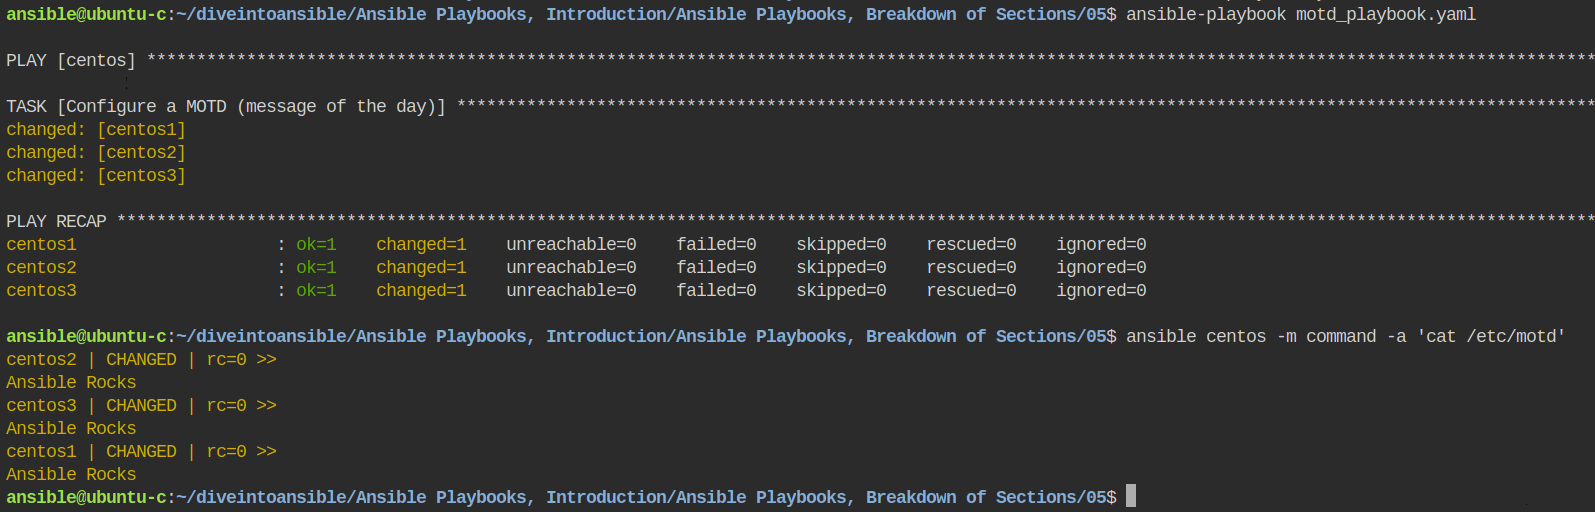 ansible@ubuntu-c:~/diveintoansible/Ansible Playbooks, Introduction/Ansible Playbooks, Breakdown of Sections/05$ ansible-playbook motd_playbook.yaml
PLAY [centos] ****************************************************************************************************************************************************
TASK [Configure a MOTD (message of the day)] ******************************************************************************************************************
changed: [centos1]
changed: [centos2]
changed: [centos3]
PLAY RECAP ****************************************************************************************************************************************************
centos1                    : ok=1    changed=1    unreachable=0    failed=0    skipped=0    rescued=0    ignored=0
centos2                    : ok=1    changed=1    unreachable=0    failed=0    skipped=0    rescued=0    ignored=0
centos3                    : ok=1    changed=1    unreachable=0    failed=0    skipped=0    rescued=0    ignored=0
ansible@ubuntu-c:~/diveintoansible/Ansible Playbooks, Introduction/Ansible Playbooks, Breakdown of Sections/05$ ansible centos -m command -a 'cat /etc/motd'
centos2 | CHANGED | rc=0 >>
Ansible Rocks
centos3 | CHANGED | rc=0 >>
Ansible Rocks
centos1 | CHANGED | rc=0 >>
Ansible Rocks
ansible@ubuntu-c:~/diveintoansible/Ansible Playbooks, Introduction/Ansible Playbooks, Breakdown of Sections/05$